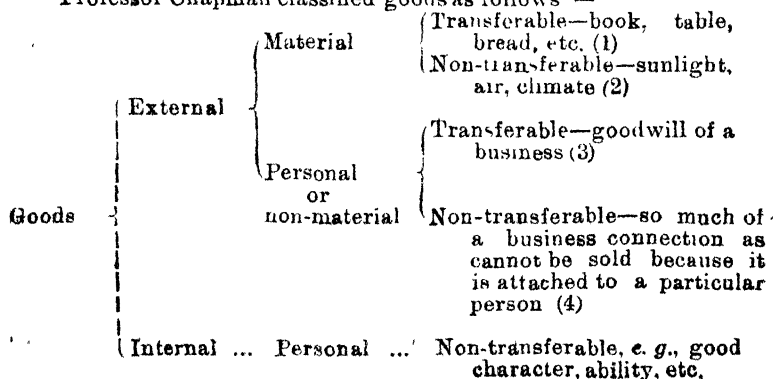 Professor Chapman classified goods as follows —
Transferable—book, table,
bread, etc. (1)
Material
Non-transferable—sunlight,
air, climate (2)
External
Transferable—goodwill of a
business (3)
Personal
or
non-material
Goods
Non-transferable—so much of
a business connection as
cannot be sold because it
is attached to a particular
person (4)
Internal ... Personal ... Non-transferable, e. g., good
character, ability, etc.